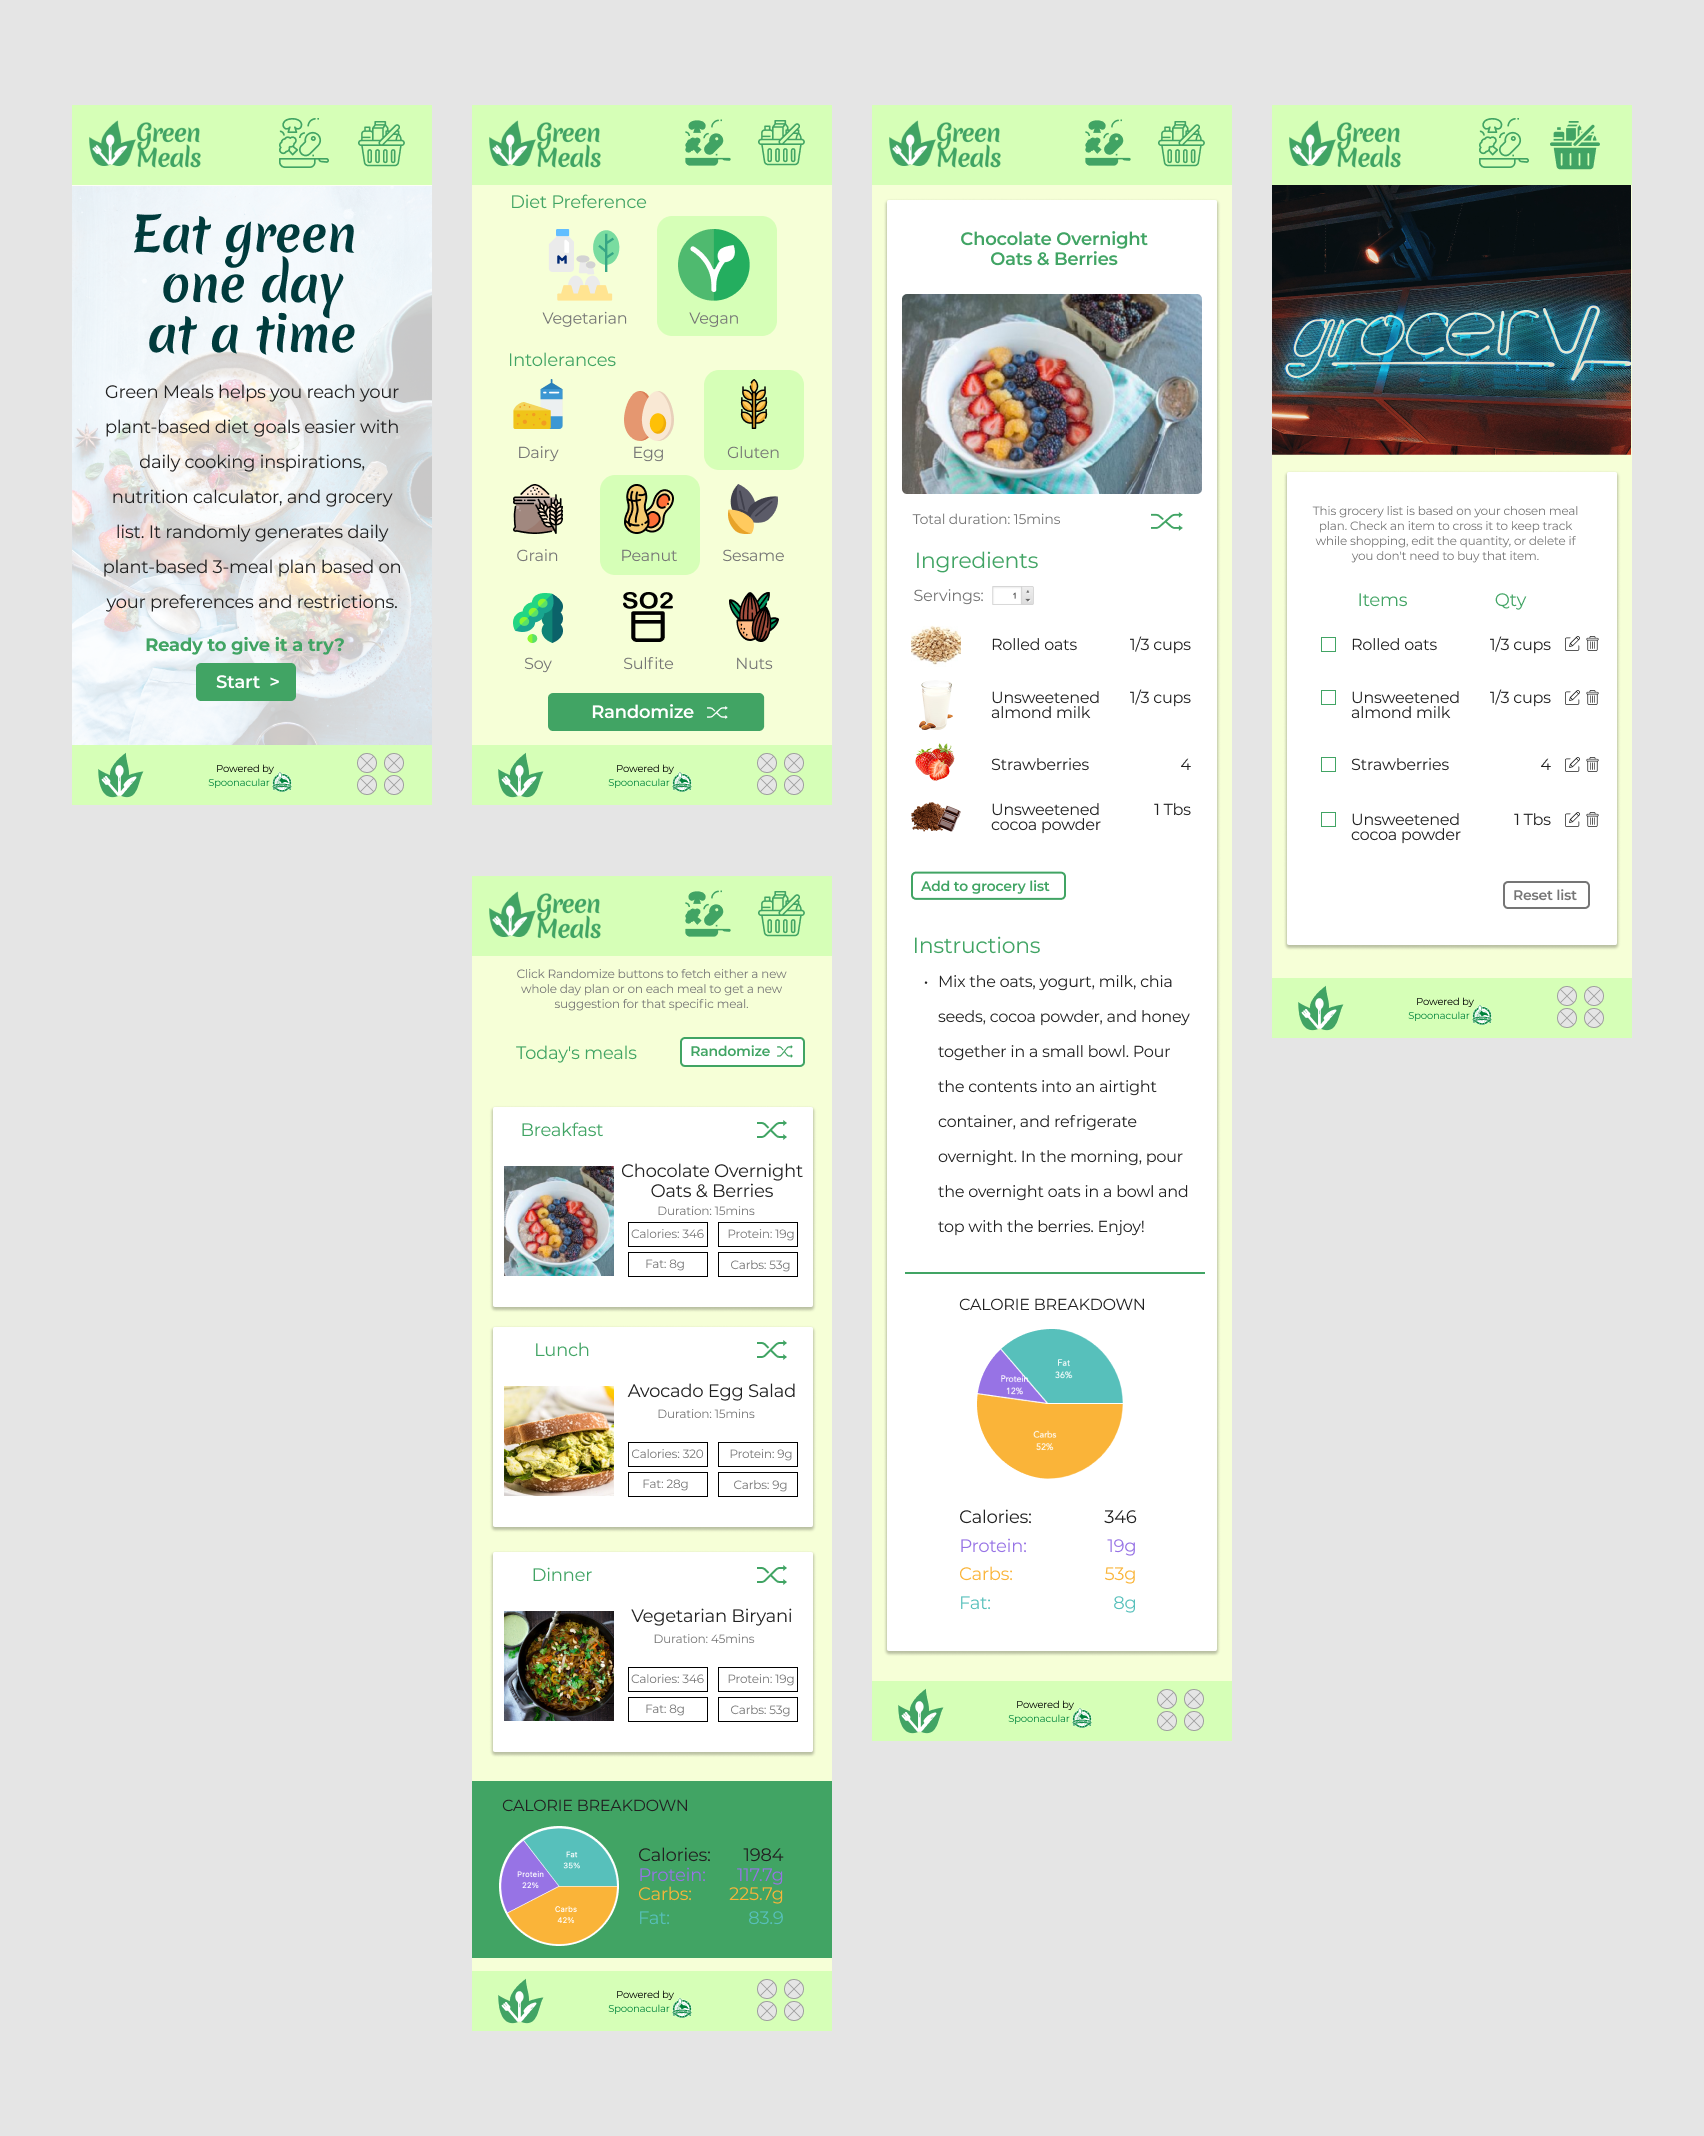 Green
Meals
Eat green
one day
at a time
Green Meals helps you reach your
plant-based diet goals easier with
daily cooking inspirations,
nutrition calculator, and grocery
list. It randomly generates daily
plant-based 3-meal plan based on
your preferences and restrictions.
Ready to give it a try?
Start >
Powered by
Spoonacular
Green
Meals
Diet Preference
M
Vegetarian
Vegan
Intolerances
Dairy
Egg
Gluten
Grain
Peanut
Sesame
SO2
Soy
Sulfite
Nuts
Randomize
Powered by
Spoonacular
Green
Meals
Click Randomize buttons to fetch either a new
whole day plan or on each meal to get a new
suggestion for that specific meal.
Today's meals
Randomize
Breakfast
Chocolate Overnight
Oats & Berries
Duration: 15mins
Calories: 346
Protein: 19g
Fat: 8g
Carbs: 53g
Lunch
Avocado Egg Salad
Duration: 15mins
Calories: 320
Protein: 9g
Fat: 28g
Carbs: 9g
Dinner
Vegetarian Biryani
Duration: 45mins
Calories: 346
Protein: 19g
Fat: 8g
Carbs: 53g
CALORIE BREAKDOWN
Fat
35%
Protein
22%
Carbs
42%
Calories: 1984
Protein: 117.7g
Carbs: 225.7g
Fat: 83.9
Powered by
Spoonacular
Green
Meals
Chocolate Overnight
Oats & Berries
Total duration: 15mins
Ingredients
Servings: 1
Rolled oats 1/3 cups
Unsweetened 1/3 cups
almond milk
Strawberries 4
Unsweetened 1 Tbs
cocoa powder
Add to grocery list
Instructions
• Mix the oats, yogurt, milk, chia
seeds, cocoa powder, and honey
together in a small bowl. Pour
the contents into an airtight
container, and refrigerate
overnight. In the morning, pour
the overnight oats in a bowl and
top with the berries. Enjoy!
CALORIE BREAKDOWN
Fat
36%
Protein
12%
Carbs
52%
Calories: 346
Protein: 19g
Carbs: 53g
Fat: 8g
Powered by
Spoonacular
Green
Meals
grocery
This grocery list is based on your chosen meal
plan. Check an item to cross it to keep track
while shopping, edit the quantity, or delete if
you don't need to buy that item.
Items Qty
Rolled oats 1/3 cups
Unsweetened 1/3 cups
almond milk
Strawberries 4
Unsweetened 1 Tbs
cocoa powder
Reset list
Powered by
Spoonacular